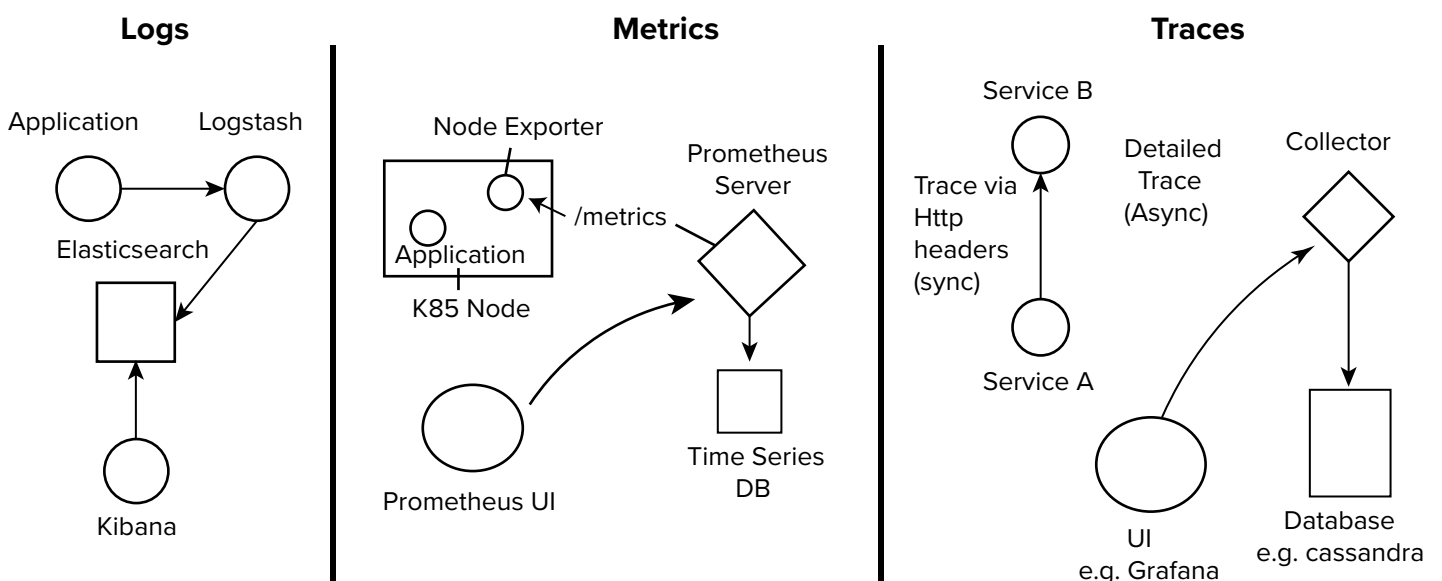 Logs
Application
Logstash
Elasticsearch
Kibana
Metrics
Node Exporter
Prometheus
Server
/metrics
Application
K85 Node
Prometheus UI
Time Series
DB
Traces
Service B
Detailed
Trace
(Async)
Collector
Trace via
Http
headers
(sync)
Service A
UI
e.g. Grafana
Database
e.g. cassandra